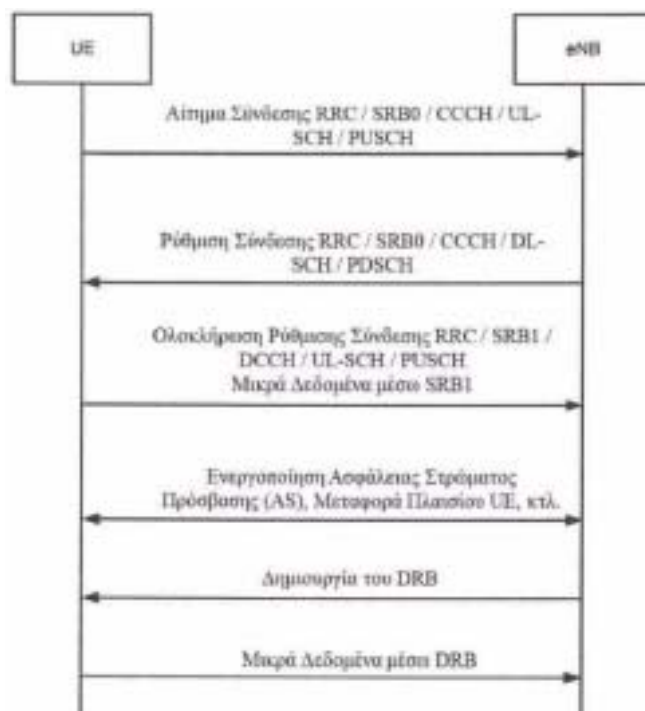 UE
eNB
Αίτημα Σύνδεσης RRC / SRB0 / CCCH / UL-
SCH / PUSCH
Ρύθμιση Σύνδεσης RRC / SRB0 / CCCH / DL-
SCH / PDSCH
Ολοκλήρωση Ρύθμισης Σύνδεσης RRC / SRB1 /
DCCH / UL-SCH / PUSCH
Μικρά Δεδομένα μέσω SRB1
Ενεργοποίηση Ασφάλειας Στρώματος
Πρόσβασης (AS), Μεταφορά Πλαισίου UE, κτλ.
Δημιουργία του DRB
Μικρά Δεδομένα μέσω DRB